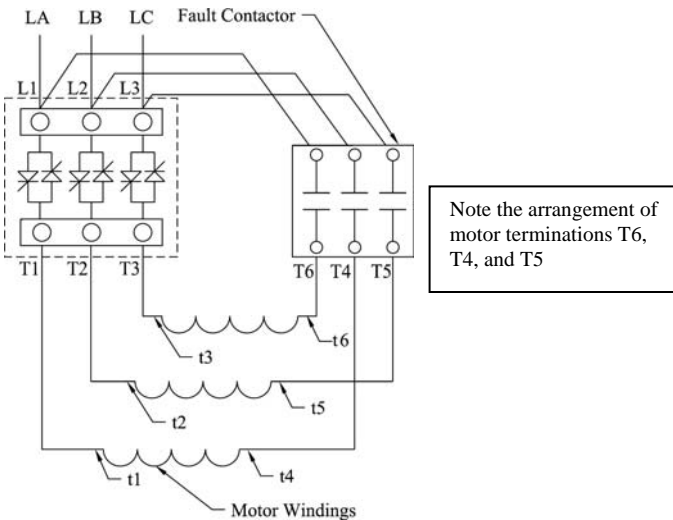 LA LB LC Fault Contactor
L1 L2 L3
Note the arrangement of
motor terminations T6,
T4, and T5
T1 T2 T3
T6 T4 T5
t6
t3
t5
t2
t1
t4
Motor Windings